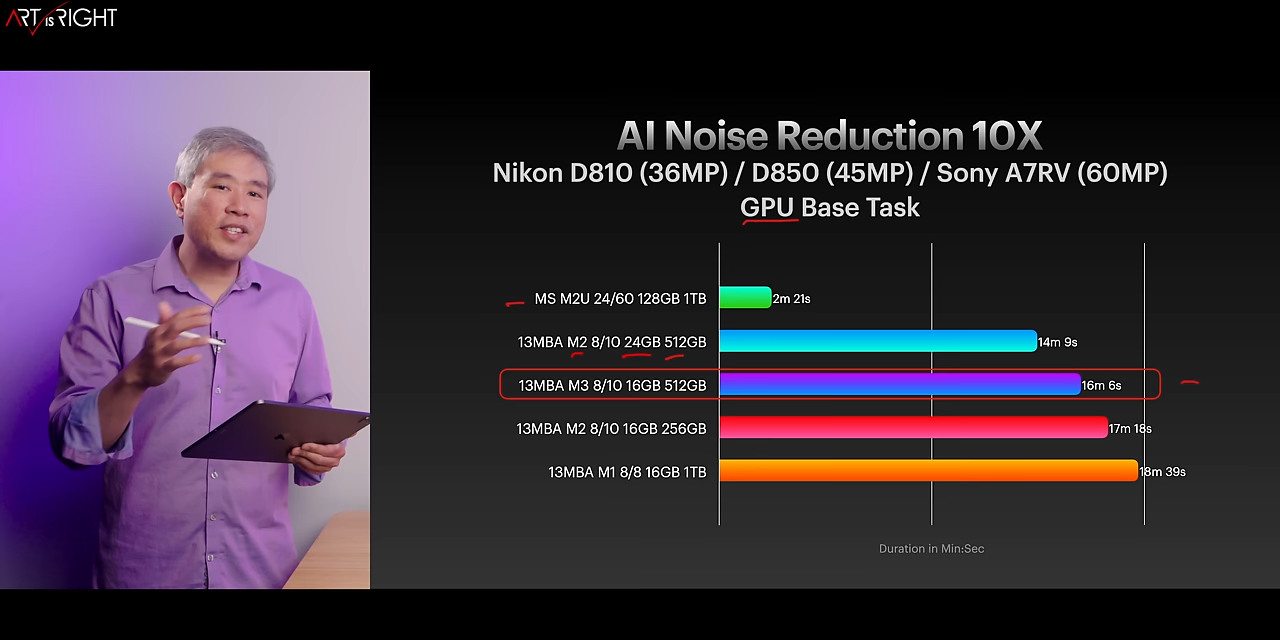 ART IS RIGHT
AI Noise Reduction 10X
Nikon D810 (36MP) / D850 (45MP) / Sony A7RV (60MP)
GPU Base Task
MS M2U 24/60 128GB 1TB 2m 21s
13MBA M2 8/10 24GB 512GB 14m 9s
13MBA M3 8/10 16GB 512GB 16m 6s
13MBA M2 8/10 16GB 256GB 17m 18s
13MBA M1 8/8 16GB 1TB 18m 39s
Duration in Min:Sec